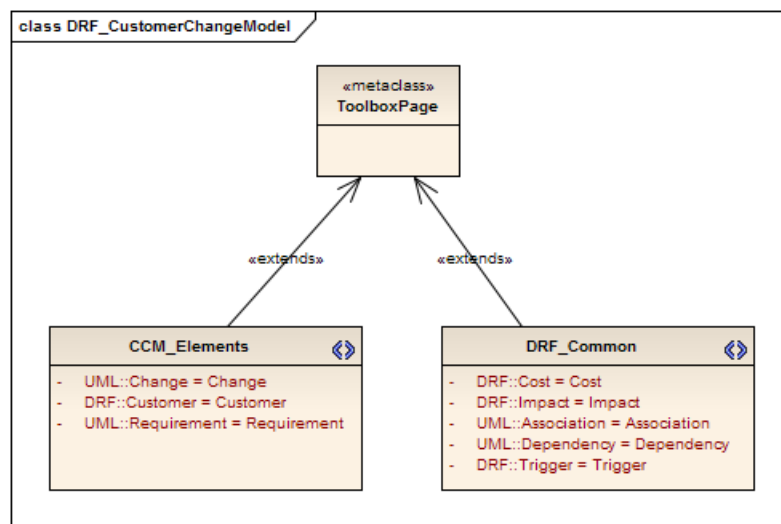 class DRF_CustomerChangeModel
«metaclass»
ToolboxPage
«extends»
«extends»
CCM_Elements
- UML::Change = Change
- DRF::Customer = Customer
- UML::Requirement = Requirement
DRF_Common
- DRF::Cost = Cost
- DRF::Impact = Impact
- UML::Association = Association
- UML::Dependency = Dependency
- DRF::Trigger = Trigger